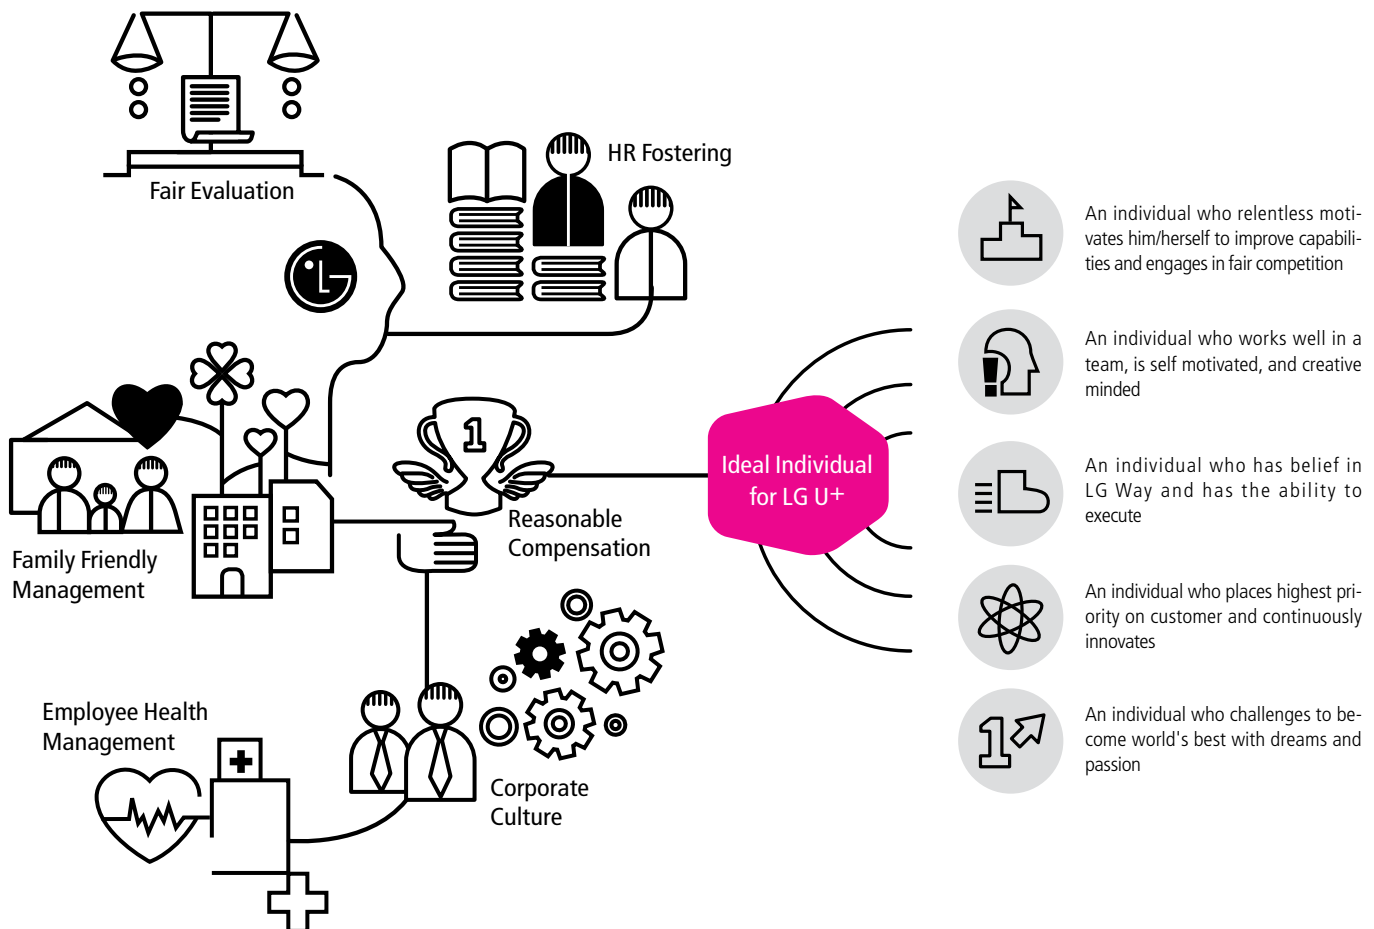 Fair Evaluation
HR Fostering
LG
Family Friendly
Management
1
Reasonable
Compensation
Employee Health
Management
Corporate
Culture
Ideal Individual
for LG U+
An individual who relentless moti-
vates him/herself to improve capabili-
ties and engages in fair competition
An individual who works well in a
team, is self motivated, and creative
minded
An individual who has belief in
LG Way and has the ability to
execute
An individual who places highest pri-
ority on customer and continuously
innovates
1
An individual who challenges to be-
come world's best with dreams and
passion